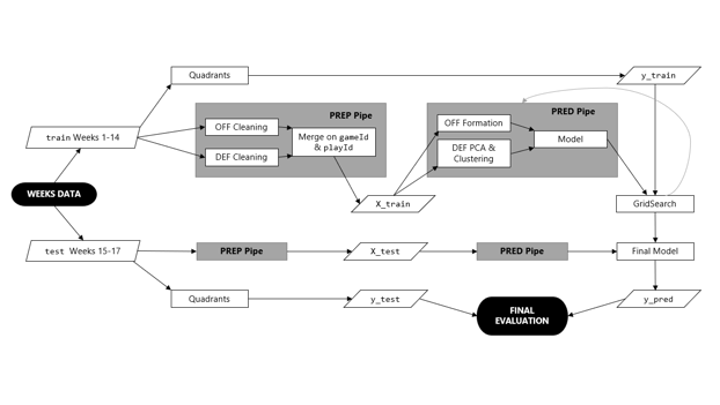 Quadrants
y_train
PREP Pipe
PRED Pipe
train Weeks 1-14
OFF Cleaning
DEF Cleaning
Merge on gameId
& playId
OFF Formation
DEF PCA &
Clustering
Model
WEEKS DATA
X_train
GridSearch
test Weeks 15-17
PREP Pipe
X_test
PRED Pipe
Final Model
Quadrants
y_test
FINAL
EVALUATION
y_pred